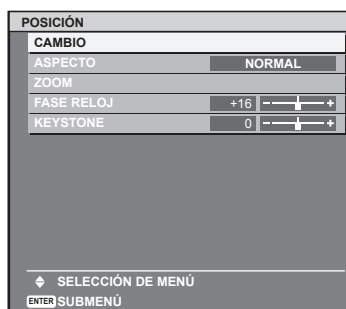 POSICIÓN
CAMBIO
ASPECTO NORMAL
ZOOM
FASE RELOJ +16 - +
KEYSTONE 0 - +
SELECCIÓN DE MENÚ
ENTER SUBMENÚ